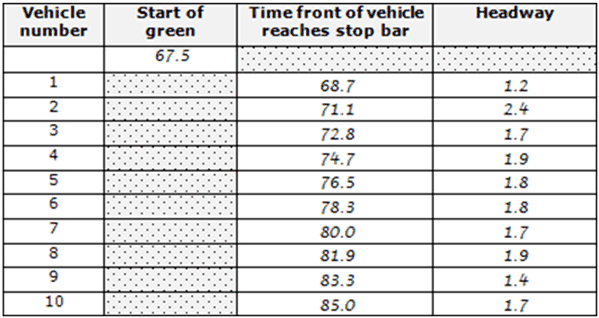 Vehicle number Start of green Time front of vehicle reaches stop bar Headway
67.5
1 68.7 1.2
2 71.1 2.4
3 72.8 1.7
4 74.7 1.9
5 76.5 1.8
6 78.3 1.8
7 80.0 1.7
8 81.9 1.9
9 83.3 1.4
10 85.0 1.7